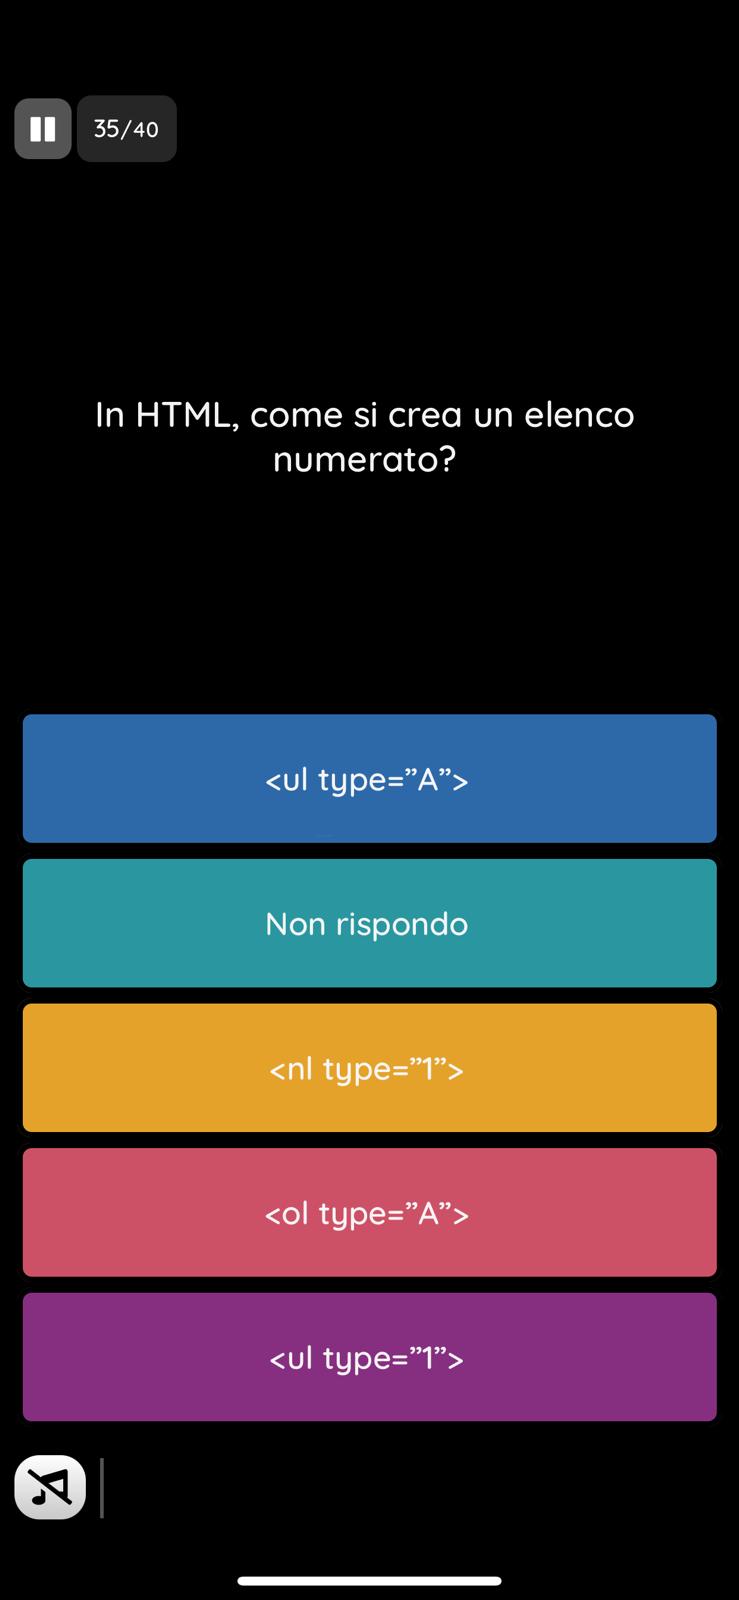 35/40
In HTML, come si crea un elenco
numerato?
<ul type=”A”>
Non rispondo
<nl type=”1”>
<ol type=”A”>
<ul type=”1”>